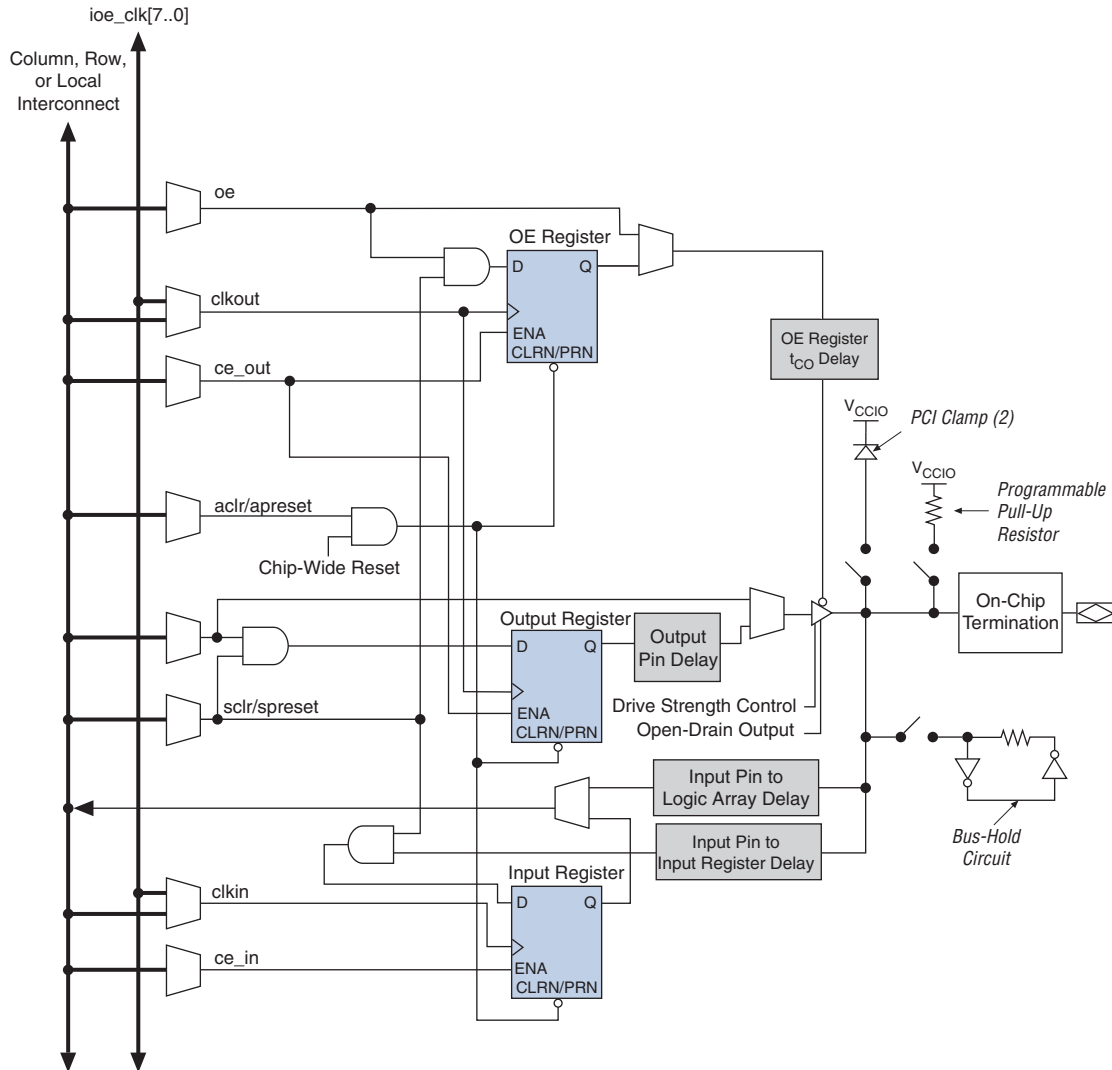 ioe_clk[7..0]
Column, Row,
or Local
Interconnect
oe
OE Register
D
Q
clkout
ENA
CLRN/PRN
OE Register
tCO Delay
ce_out
VCCIO
PCI Clamp (2)
VCCIO
Programmable
Pull-Up
Resistor
aclr/apreset
Chip-Wide Reset
On-Chip
Termination
Output Register
D
Q
Output
Pin Delay
sclr/spreset
ENA
CLRN/PRN
Drive Strength Control
Open-Drain Output
Input Pin to
Logic Array Delay
Input Pin to
Input Register Delay
Bus-Hold
Circuit
Input Register
clkin
D
Q
ce_in
ENA
CLRN/PRN